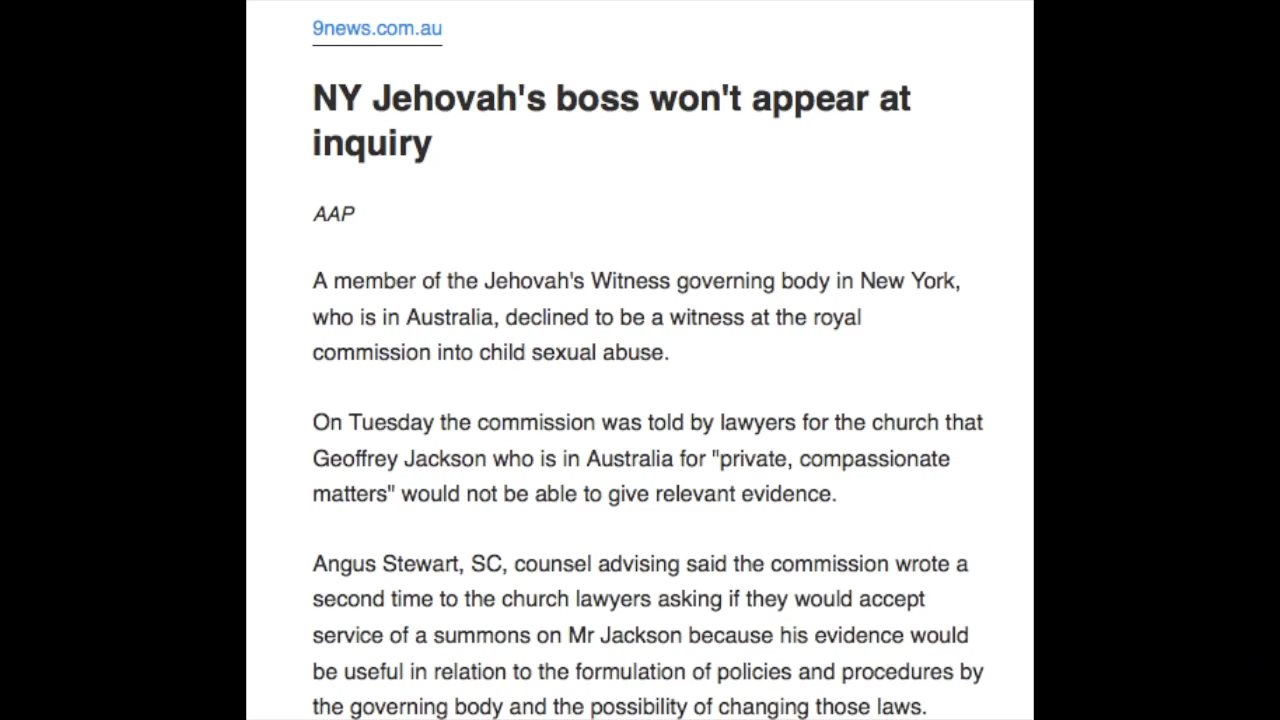 9news.com.au
NY Jehovah's boss won't appear at
inquiry
AAP
A member of the Jehovah's Witness governing body in New York,
who is in Australia, declined to be a witness at the royal
commission into child sexual abuse.
On Tuesday the commission was told by lawyers for the church that
Geoffrey Jackson who is in Australia for "private, compassionate
matters" would not be able to give relevant evidence.
Angus Stewart, SC, counsel advising said the commission wrote a
second time to the church lawyers asking if they would accept
service of a summons on Mr Jackson because his evidence would
be useful in relation to the formulation of policies and procedures by
the governing body and the possibility of changing those laws.